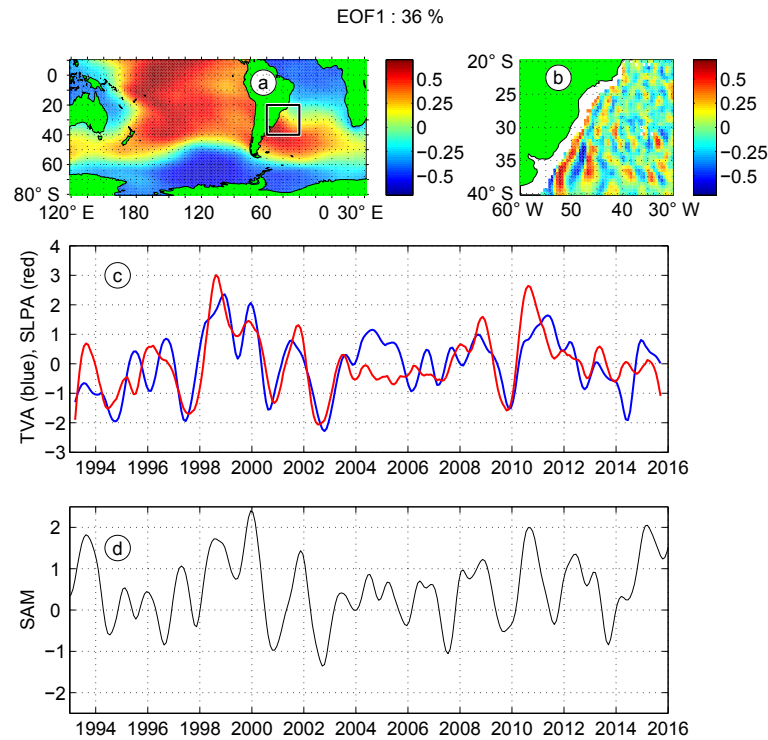 EOF1 : 36 %
0
20
40
60
80° S
120° E
180
120
60
0
30° E
a
0.5
0.25
0
−0.25
−0.5
20° S
25
30
35
40° S
60° W
50
40
30° W
b
0.5
0.25
0
−0.25
−0.5
TVA (blue), SLPA (red)
4
3
2
1
0
−1
−2
−3
c
1994 1996 1998 2000 2002 2004 2006 2008 2010 2012 2014 2016
SAM
2
1
0
−1
−2
d
1994 1996 1998 2000 2002 2004 2006 2008 2010 2012 2014 2016